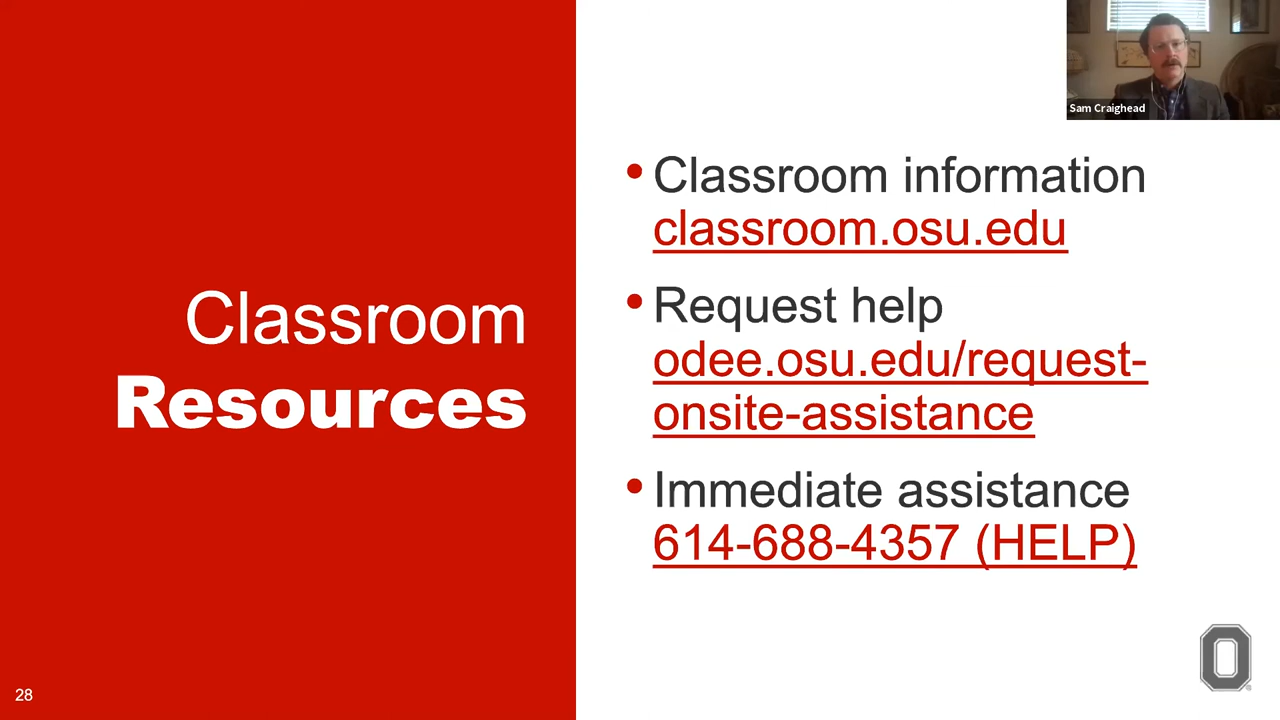 Sam Craighead
Classroom
Resources
• Classroom information
classroom.osu.edu
• Request help
odee.osu.edu/request-
onsite-assistance
• Immediate assistance
614-688-4357 (HELP)
28